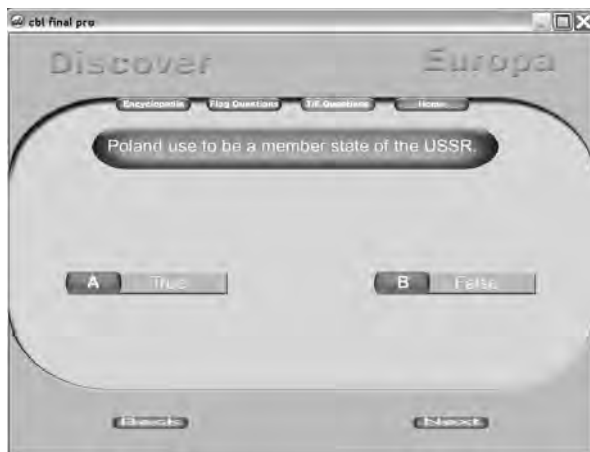 cbl final pro
Discover Europa
Encyclopedia Flag Questions T/F Questions Home
Poland use to be a member state of the USSR.
A True B False
Back Next